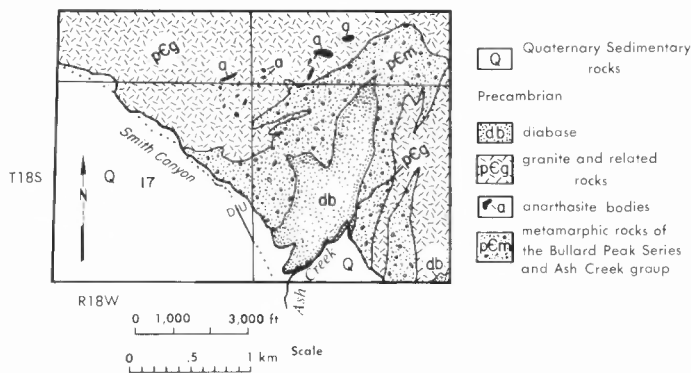 pЄg
a
a
a
a
pЄm
Smith Canyon
pЄg
T18S
N
Q
17
D
U
db
Ash Creek
Q
db
R18W
0 1,000 3,000 ft
0 .5 1 km
Scale
Q Quaternary Sedimentary
rocks
Precambrian
db diabase
pЄg granite and related
rocks
a anarthasite bodies
pЄm metamarphic rocks of
the Bullard Peak Series
and Ash Creek group